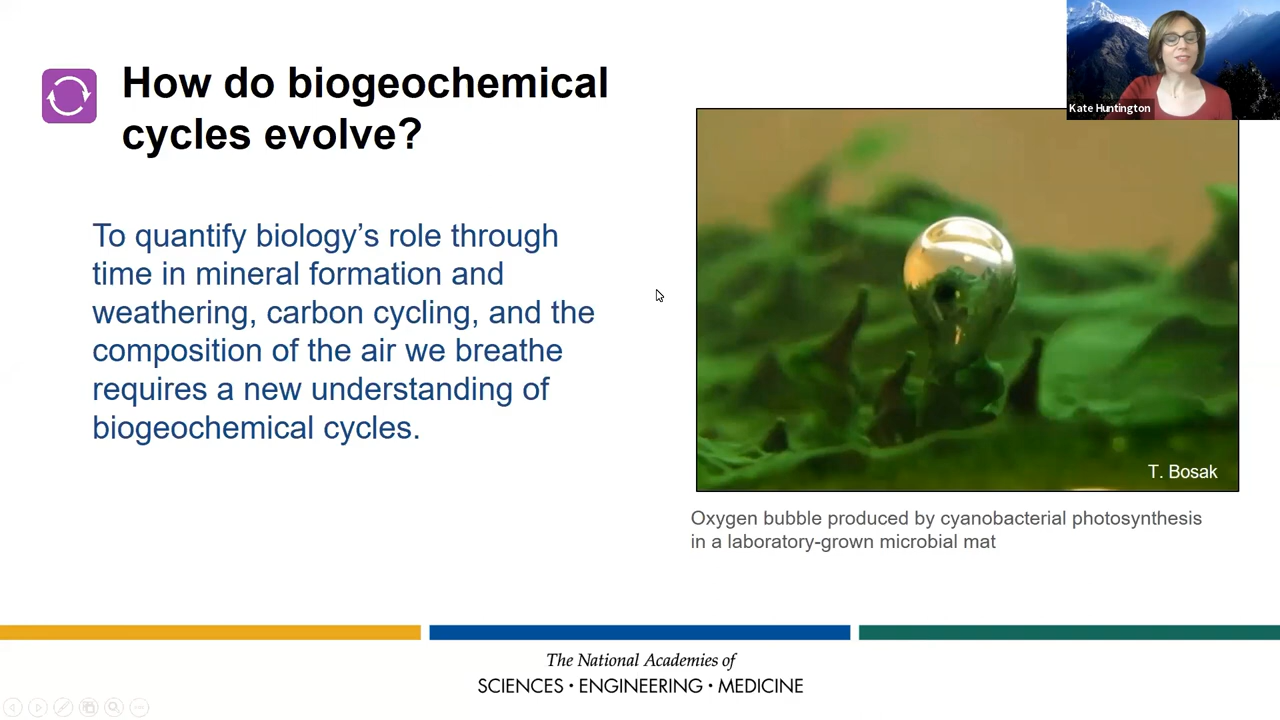 How do biogeochemical
cycles evolve?
Kate Huntington
To quantify biology’s role through
time in mineral formation and
weathering, carbon cycling, and the
composition of the air we breathe
requires a new understanding of
biogeochemical cycles.
T. Bosak
Oxygen bubble produced by cyanobacterial photosynthesis
in a laboratory-grown microbial mat
The National Academies of
SCIENCES · ENGINEERING · MEDICINE